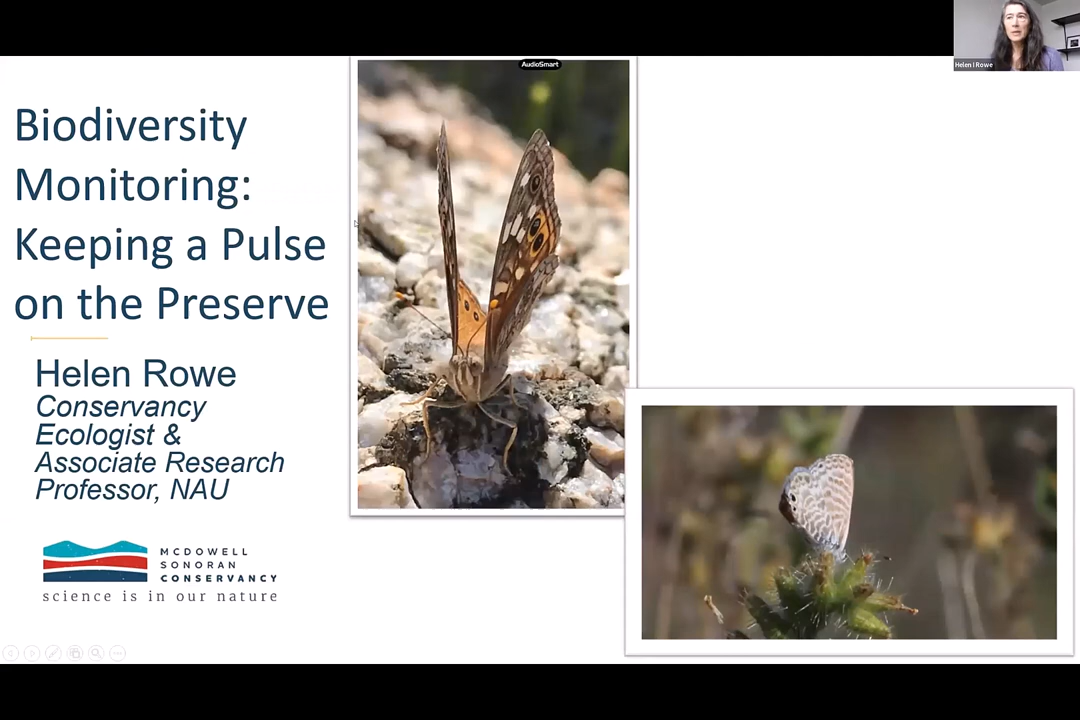 Helen I Rowe
AudioSmart
Biodiversity
Monitoring:
Keeping a Pulse
on the Preserve
Helen Rowe
Conservancy
Ecologist &
Associate Research
Professor, NAU
MCDOWELL
SONORAN
CONSERVANCY
science is in our nature